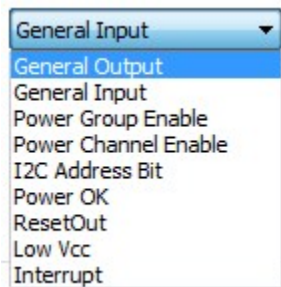 General Input
General Output
General Input
Power Group Enable
Power Channel Enable
I2C Address Bit
Power OK
ResetOut
Low Vcc
Interrupt